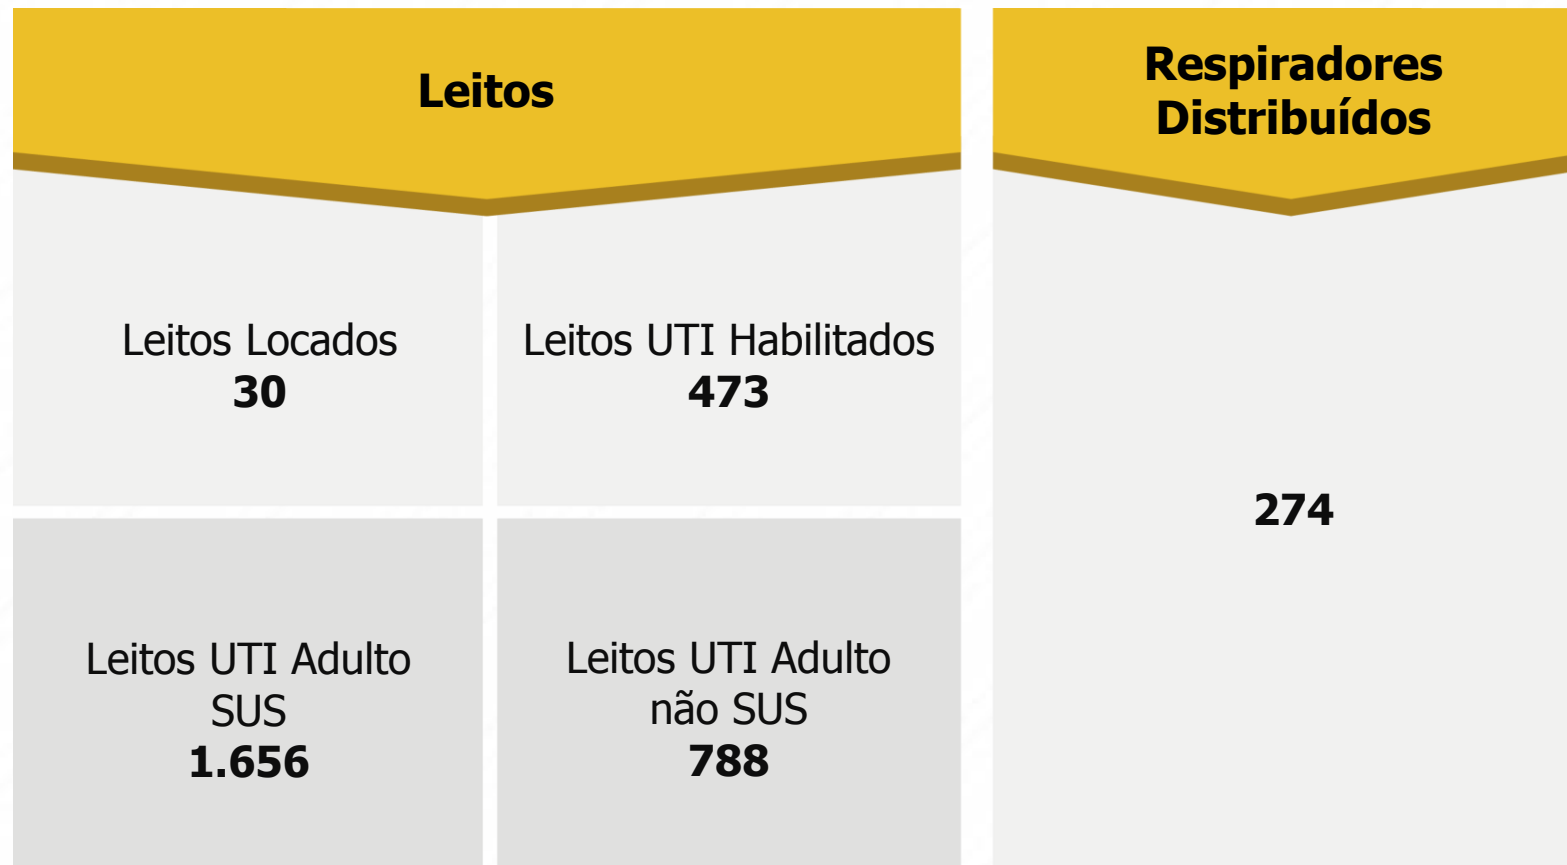 Leitos
Leitos Locados
30
Leitos UTI Habilitados
473
Leitos UTI Adulto
SUS
1.656
Leitos UTI Adulto
não SUS
788
Respiradores
Distribuídos
274